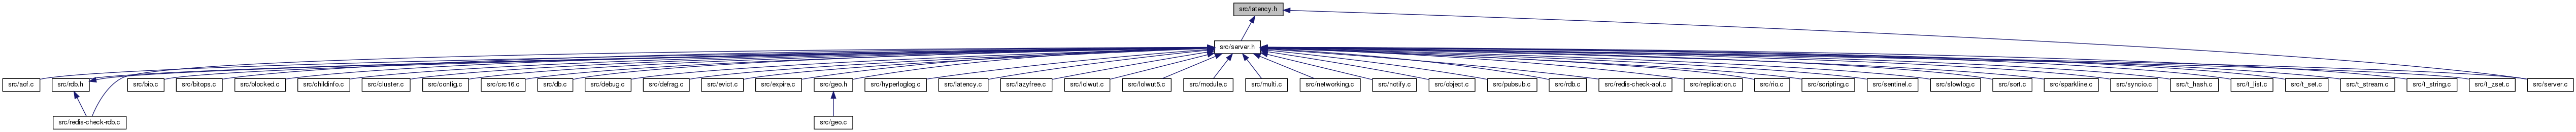 src/latency.h
src/server.h
src/aof.c
src/rdb.h
src/bio.c
src/bitops.c
src/blocked.c
src/childinfo.c
src/cluster.c
src/config.c
src/crc16.c
src/db.c
src/debug.c
src/defrag.c
src/evict.c
src/expire.c
src/geo.h
src/hyperloglog.c
src/latency.c
src/lazyfree.c
src/lolwut.c
src/lolwut5.c
src/module.c
src/multi.c
src/networking.c
src/notify.c
src/object.c
src/pubsub.c
src/rdb.c
src/redis-check-aof.c
src/replication.c
src/rio.c
src/scripting.c
src/sentinel.c
src/slowlog.c
src/sort.c
src/sparkline.c
src/syncio.c
src/t_hash.c
src/t_list.c
src/t_set.c
src/t_stream.c
src/t_string.c
src/t_zset.c
src/server.c
src/redis-check-rdb.c
src/geo.c